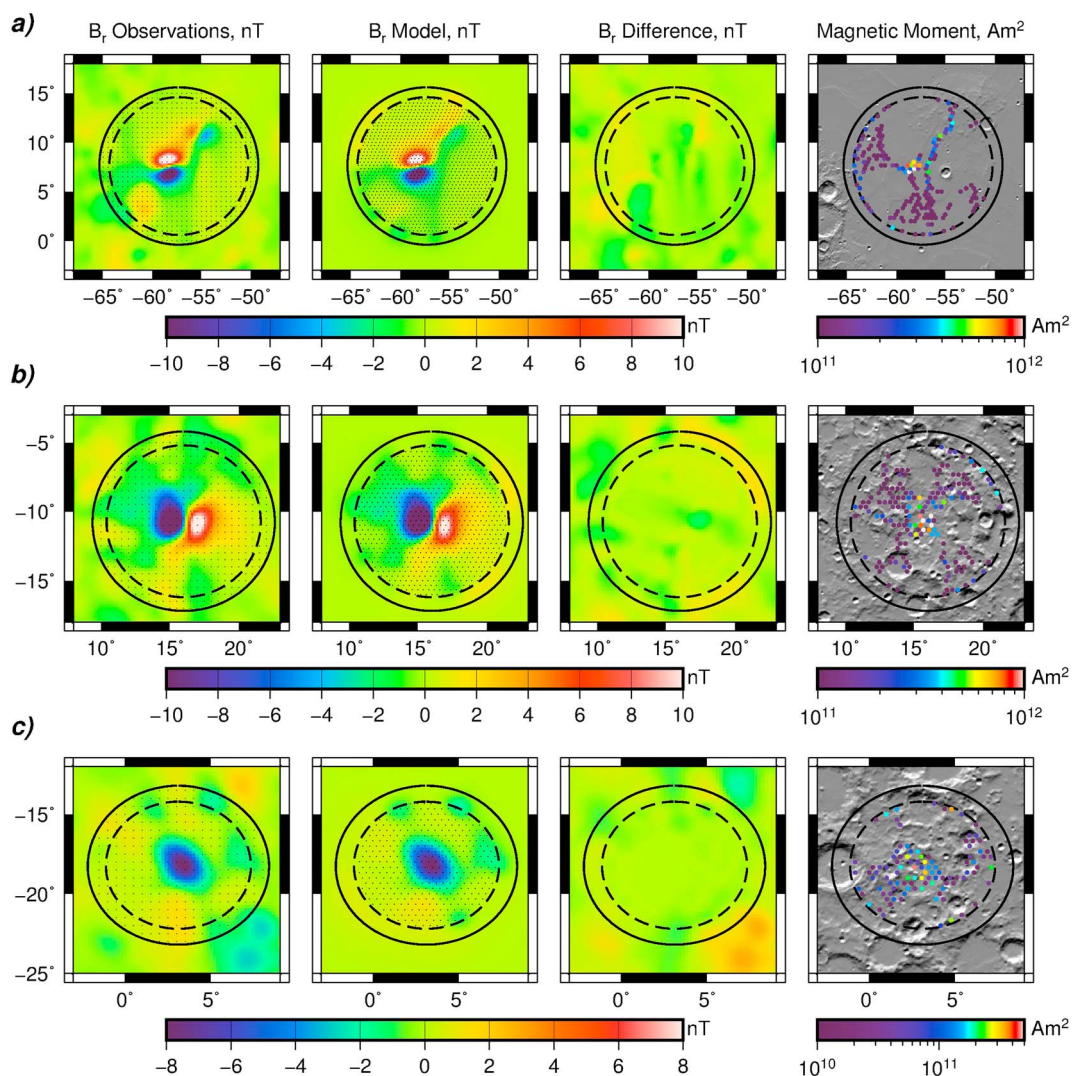 a) Bᵣ Observations, nT Bᵣ Model, nT Bᵣ Difference, nT Magnetic Moment, Am²
15˚
10˚
5˚
0˚
−65˚ −60˚ −55˚ −50˚ −65˚ −60˚ −55˚ −50˚ −65˚ −60˚ −55˚ −50˚ −65˚ −60˚ −55˚ −50˚
nT Am²
−10 −8 −6 −4 −2 0 2 4 6 8 10 10¹¹ 10¹²
b)
−5˚
−10˚
−15˚
10˚ 15˚ 20˚ 10˚ 15˚ 20˚ 10˚ 15˚ 20˚ 10˚ 15˚ 20˚
nT Am²
−10 −8 −6 −4 −2 0 2 4 6 8 10 10¹¹ 10¹²
c)
−15˚
−20˚
−25˚
0˚ 5˚ 0˚ 5˚ 0˚ 5˚ 0˚ 5˚
nT Am²
−8 −6 −4 −2 0 2 4 6 8 10¹⁰ 10¹¹